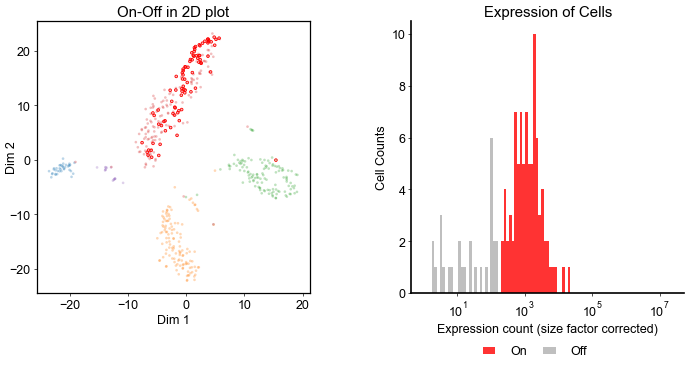 On-Off in 2D plot
20
10
0
−10
−20
Dim 2
−20 −10 0 10 20
Dim 1
Expression of Cells
10
8
6
4
2
0
Cell Counts
10^1 10^3 10^5 10^7
Expression count (size factor corrected)
On Off